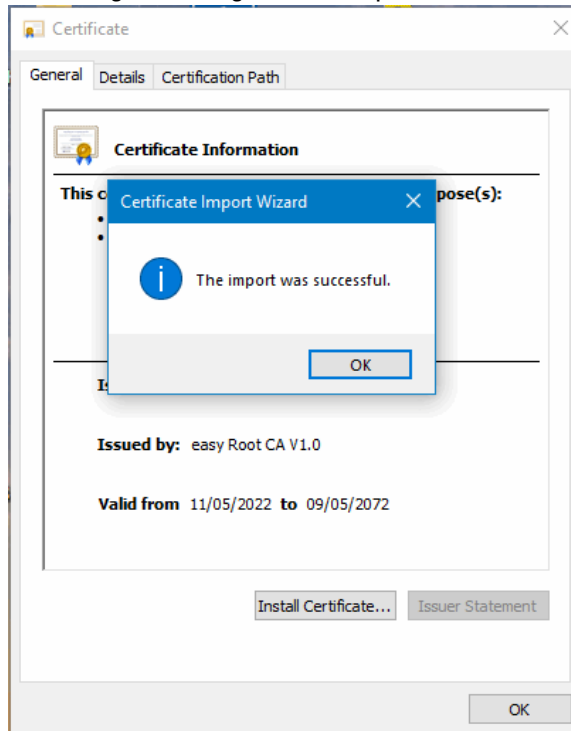 Certificate
General Details Certification Path
Certificate Information
This
pose(s):
Certificate Import Wizard
The import was successful.
OK
Issued by: easy Root CA V1.0
Valid from 11/05/2022 to 09/05/2072
Install Certificate... Issuer Statement
OK